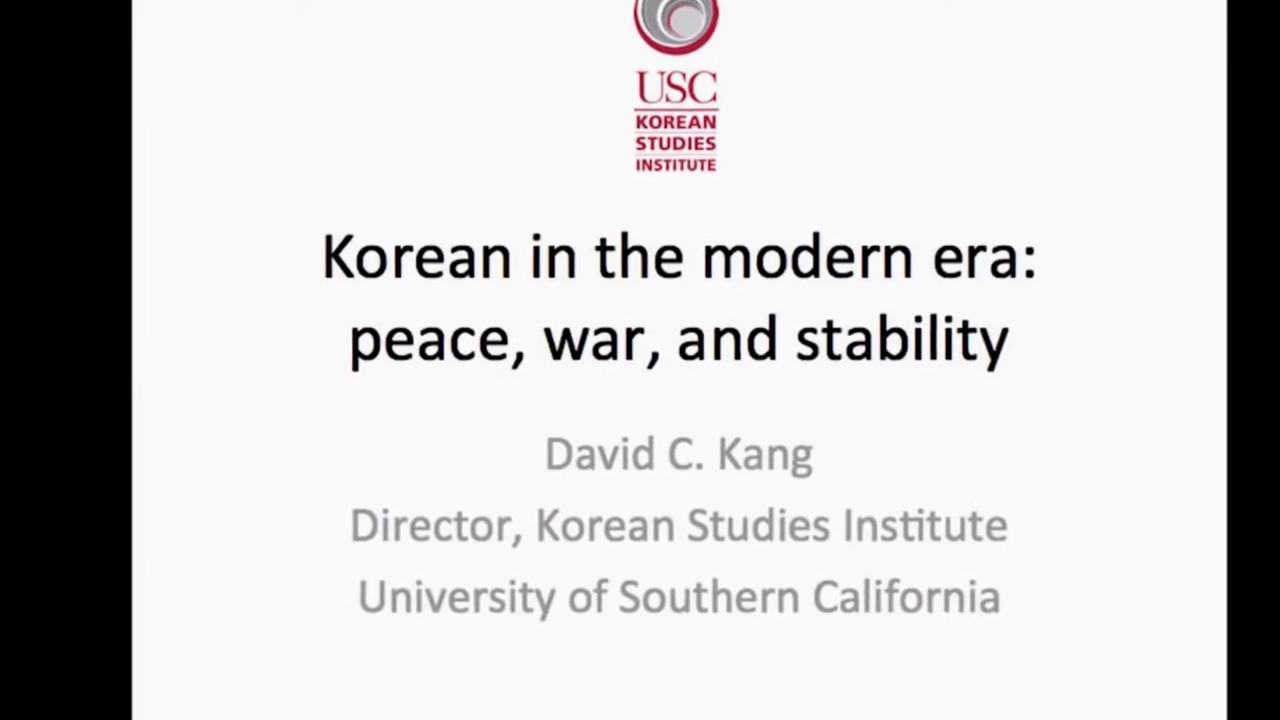 USC
KOREAN
STUDIES
INSTITUTE
Korean in the modern era:
peace, war, and stability
David C. Kang
Director, Korean Studies Institute
University of Southern California